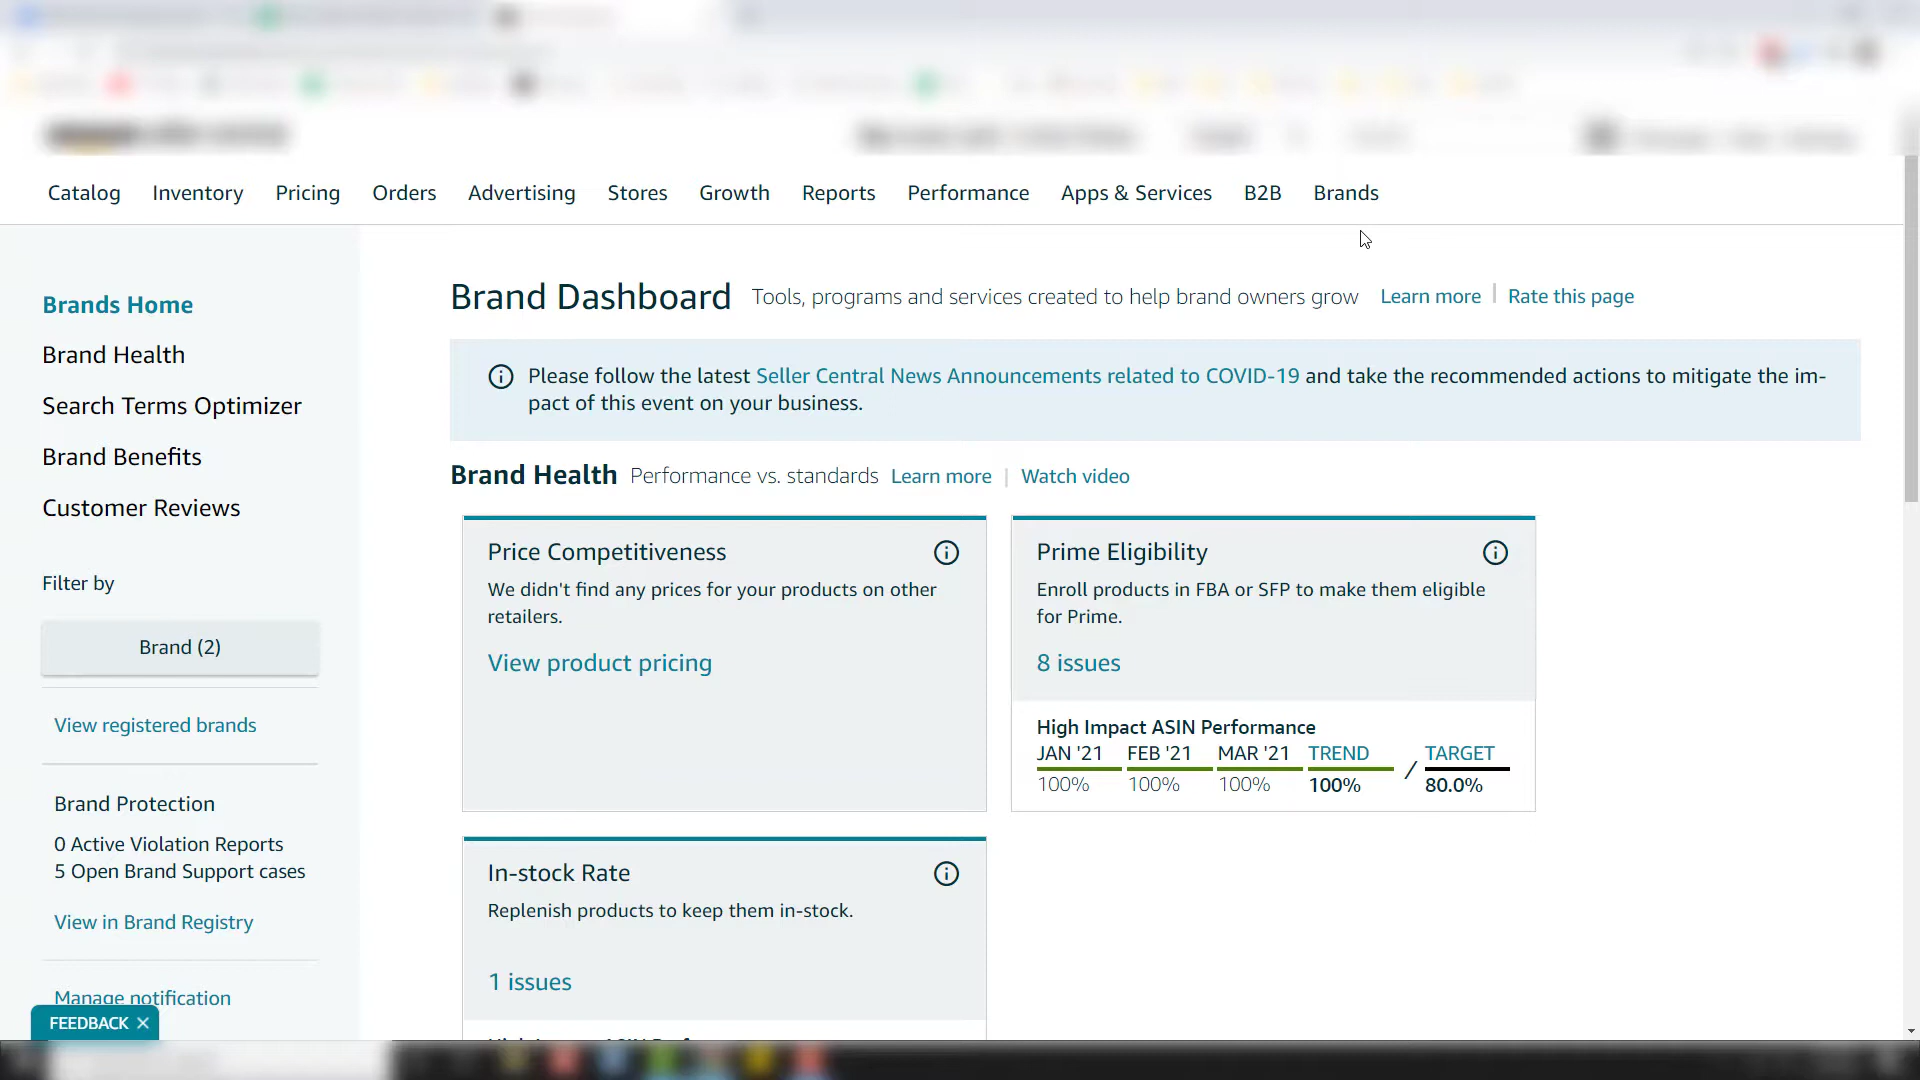 Catalog Inventory Pricing Orders Advertising Stores Growth Reports Performance Apps & Services B2B Brands
Brands Home
Brand Health
Search Terms Optimizer
Brand Benefits
Customer Reviews
Filter by
Brand (2)
View registered brands
Brand Protection
0 Active Violation Reports
5 Open Brand Support cases
View in Brand Registry
Manage notification
FEEDBACK
Brand Dashboard Tools, programs and services created to help brand owners grow Learn more | Rate this page
Please follow the latest Seller Central News Announcements related to COVID-19 and take the recommended actions to mitigate the im-
pact of this event on your business.
Brand Health Performance vs. standards Learn more | Watch video
Price Competitiveness
We didn't find any prices for your products on other
retailers.
View product pricing
Prime Eligibility
Enroll products in FBA or SFP to make them eligible
for Prime.
8 issues
High Impact ASIN Performance
JAN '21 FEB '21 MAR '21 TREND / TARGET
100% 100% 100% 100% 80.0%
In-stock Rate
Replenish products to keep them in-stock.
1 issues